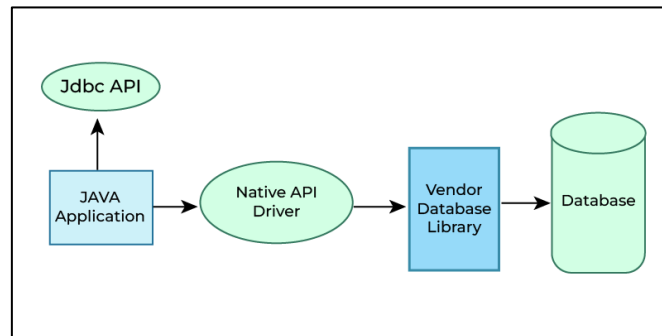 Jdbc API
JAVA
Application
Native API
Driver
Vendor
Database
Library
Database